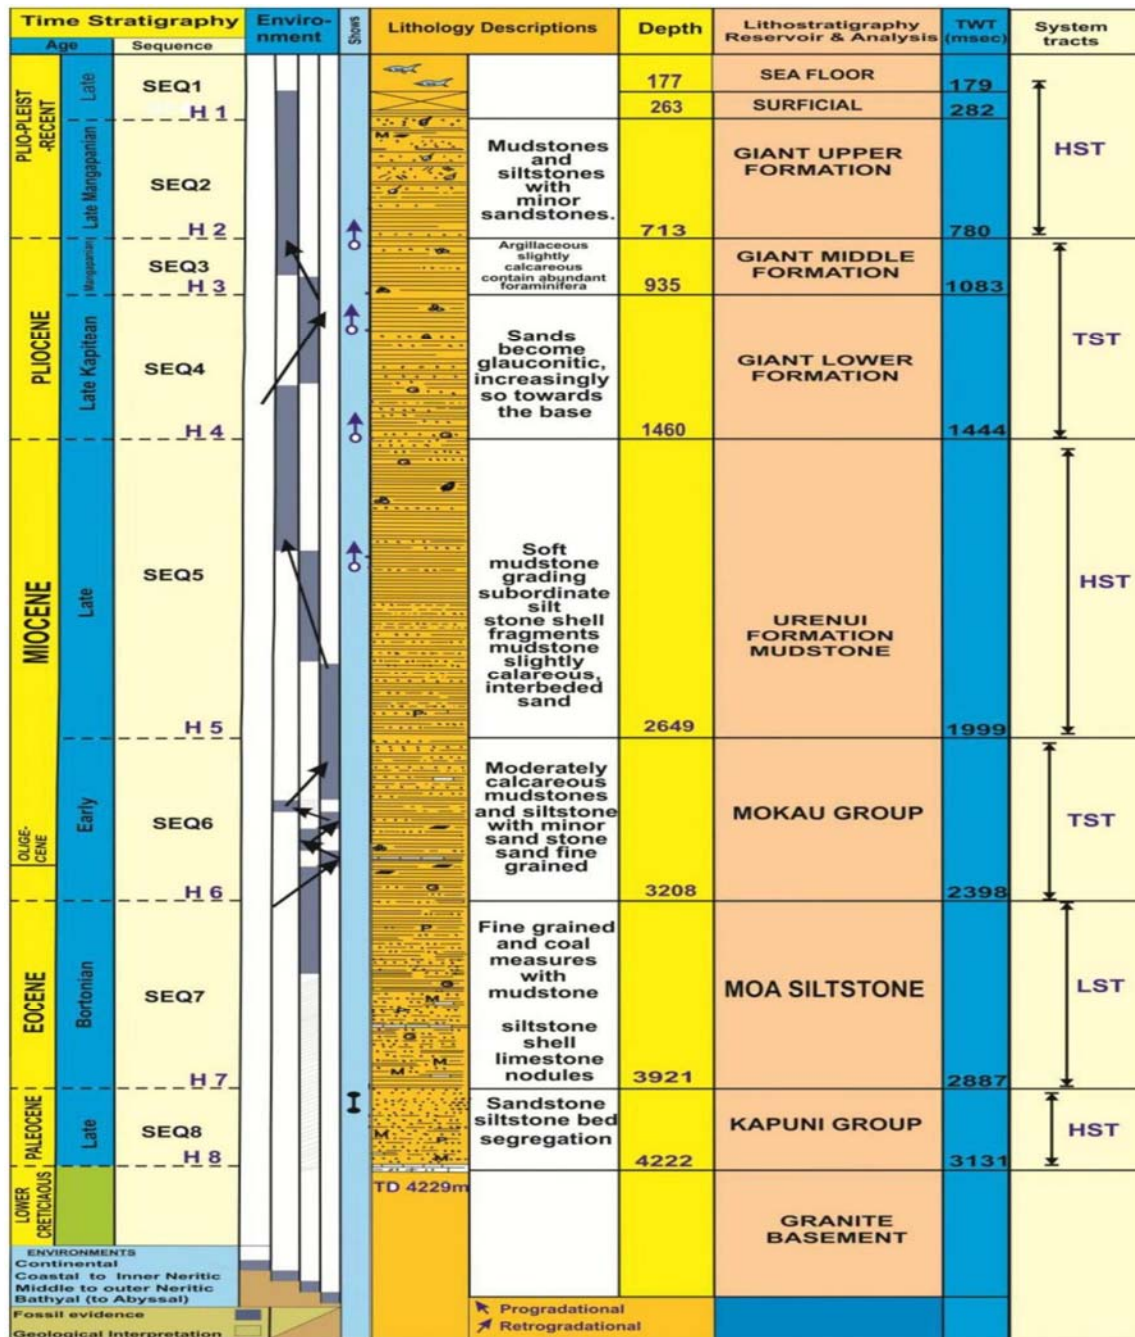 Time Stratigraphy
Enviro-
nment
Shows
Lithology Descriptions
Depth
Lithostratigraphy
Reservoir & Analysis
TWT
(msec)
System
tracts
Age
Sequence
PLIO-PLEIST
-RECENT
Late
SEQ1
H 1
177
SEA FLOOR
179
263
SURFICIAL
282
Late Mangapanian
SEQ2
H 2
M
Mudstones
and
siltstones
with
minor
sandstones.
713
GIANT UPPER
FORMATION
780
HST
PLIOCENE
Mangapanian
SEQ3
H 3
Argillaceous
slightly
calcareous
contain abundant
foraminifera
935
GIANT MIDDLE
FORMATION
1083
TST
Late Kapitean
SEQ4
H 4
G
G
Sands
become
glauconitic,
increasingly
so towards
the base
1460
GIANT LOWER
FORMATION
1444
MIOCENE
Late
SEQ5
H 5
G
P
Soft
mudstone
grading
subordinate
silt
stone shell
fragments
mudstone
slightly
calareous,
interbeded
sand
2649
URENUI
FORMATION
MUDSTONE
1999
HST
OLIGE-
CENE
Early
SEQ6
H 6
G
Moderately
calcareous
mudstones
and siltstone
with minor
sand stone
sand fine
grained
3208
MOKAU GROUP
2398
TST
EOCENE
Bortonian
SEQ7
H 7
P
G
M
P
G
M
M
Fine grained
and coal
measures
with
mudstone
siltstone
shell
limestone
nodules
3921
MOA SILTSTONE
2887
LST
PALEOCENE
Late
SEQ8
H 8
M
P
M
Sandstone
siltstone bed
segregation
4222
KAPUNI GROUP
3131
HST
LOWER
CRETICIAOUS
TD 4229m
GRANITE
BASEMENT
ENVIRONMENTS
Continental
Coastal to Inner Neritic
Middle to outer Neritic
Bathyal (to Abyssal)
Fossil evidence
Geological Interpretation
Progradational
Retrogradational